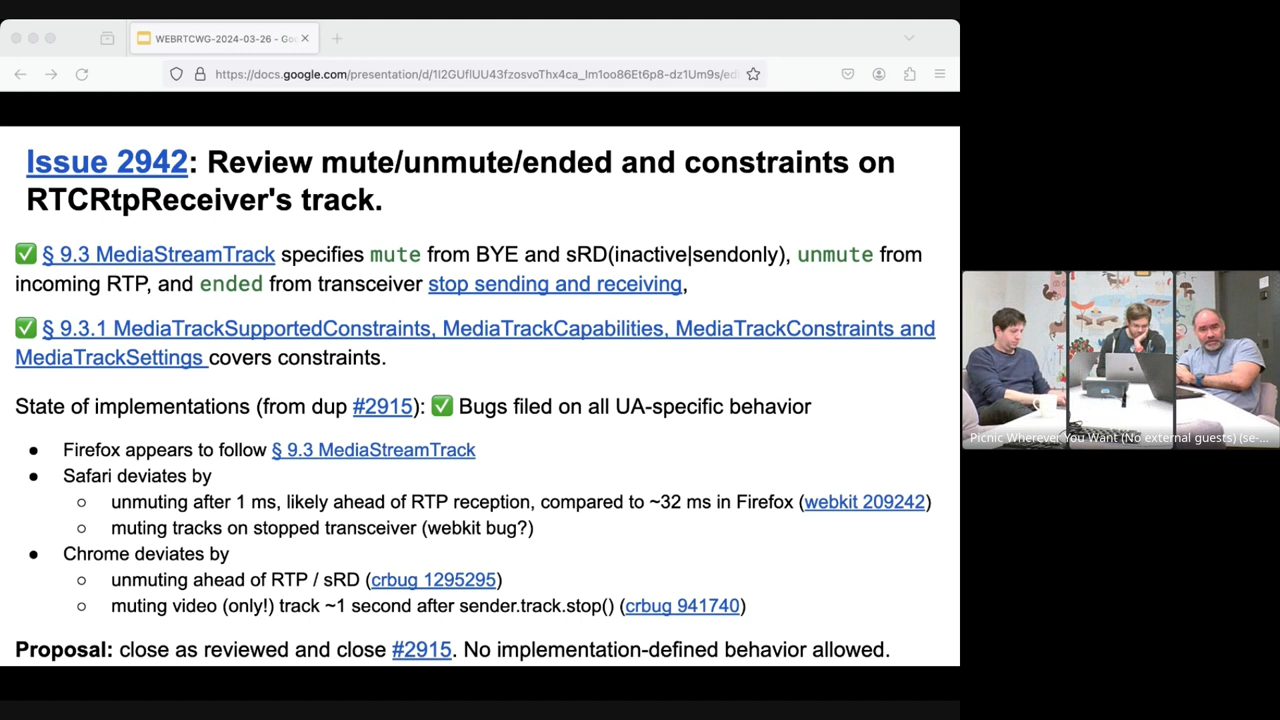 WEBRTCWG-2024-03-26 - Go
https://docs.google.com/presentation/d/1I2GUflUU43fzosvoThx4ca_Im1oo86Et6p8-dz1Um9s/edi
Issue 2942: Review mute/unmute/ended and constraints on
RTCRtpReceiver's track.
✅ § 9.3 MediaStreamTrack specifies mute from BYE and sRD(inactive|sendonly), unmute from
incoming RTP, and ended from transceiver stop sending and receiving,
✅ § 9.3.1 MediaTrackSupportedConstraints, MediaTrackCapabilities, MediaTrackConstraints and
MediaTrackSettings covers constraints.
State of implementations (from dup #2915): ✅ Bugs filed on all UA-specific behavior
● Firefox appears to follow § 9.3 MediaStreamTrack
● Safari deviates by
○ unmuting after 1 ms, likely ahead of RTP reception, compared to ~32 ms in Firefox (webkit 209242)
○ muting tracks on stopped transceiver (webkit bug?)
● Chrome deviates by
○ unmuting ahead of RTP / sRD (crbug 1295295)
○ muting video (only!) track ~1 second after sender.track.stop() (crbug 941740)
Proposal: close as reviewed and close #2915. No implementation-defined behavior allowed.
Picnic Wherever You Want (No external guests) (se-...